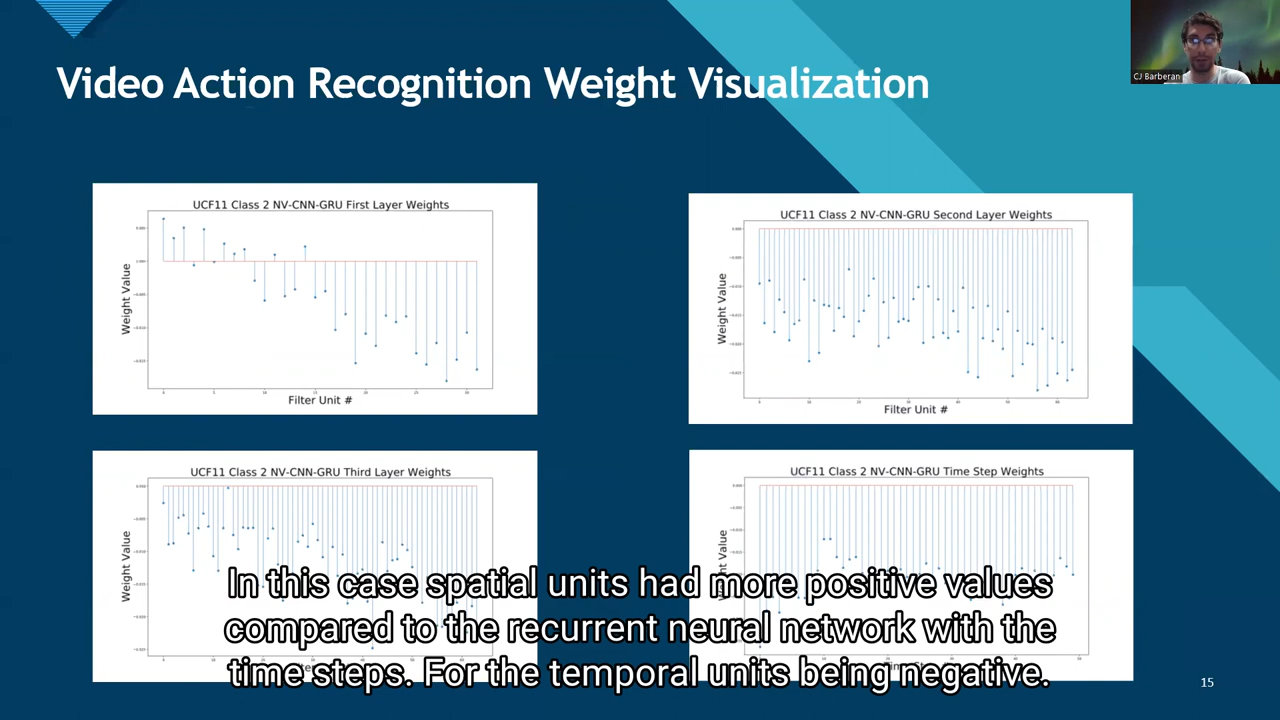 CJ Barberan
Video Action Recognition Weight Visualization
UCF11 Class 2 NV-CNN-GRU First Layer Weights
Weight Value
Filter Unit #
UCF11 Class 2 NV-CNN-GRU Second Layer Weights
Weight Value
Filter Unit #
UCF11 Class 2 NV-CNN-GRU Third Layer Weights
Weight Value
UCF11 Class 2 NV-CNN-GRU Time Step Weights
Weight Value
In this case spatial units had more positive values
compared to the recurrent neural network with the
time steps. For the temporal units being negative.
15